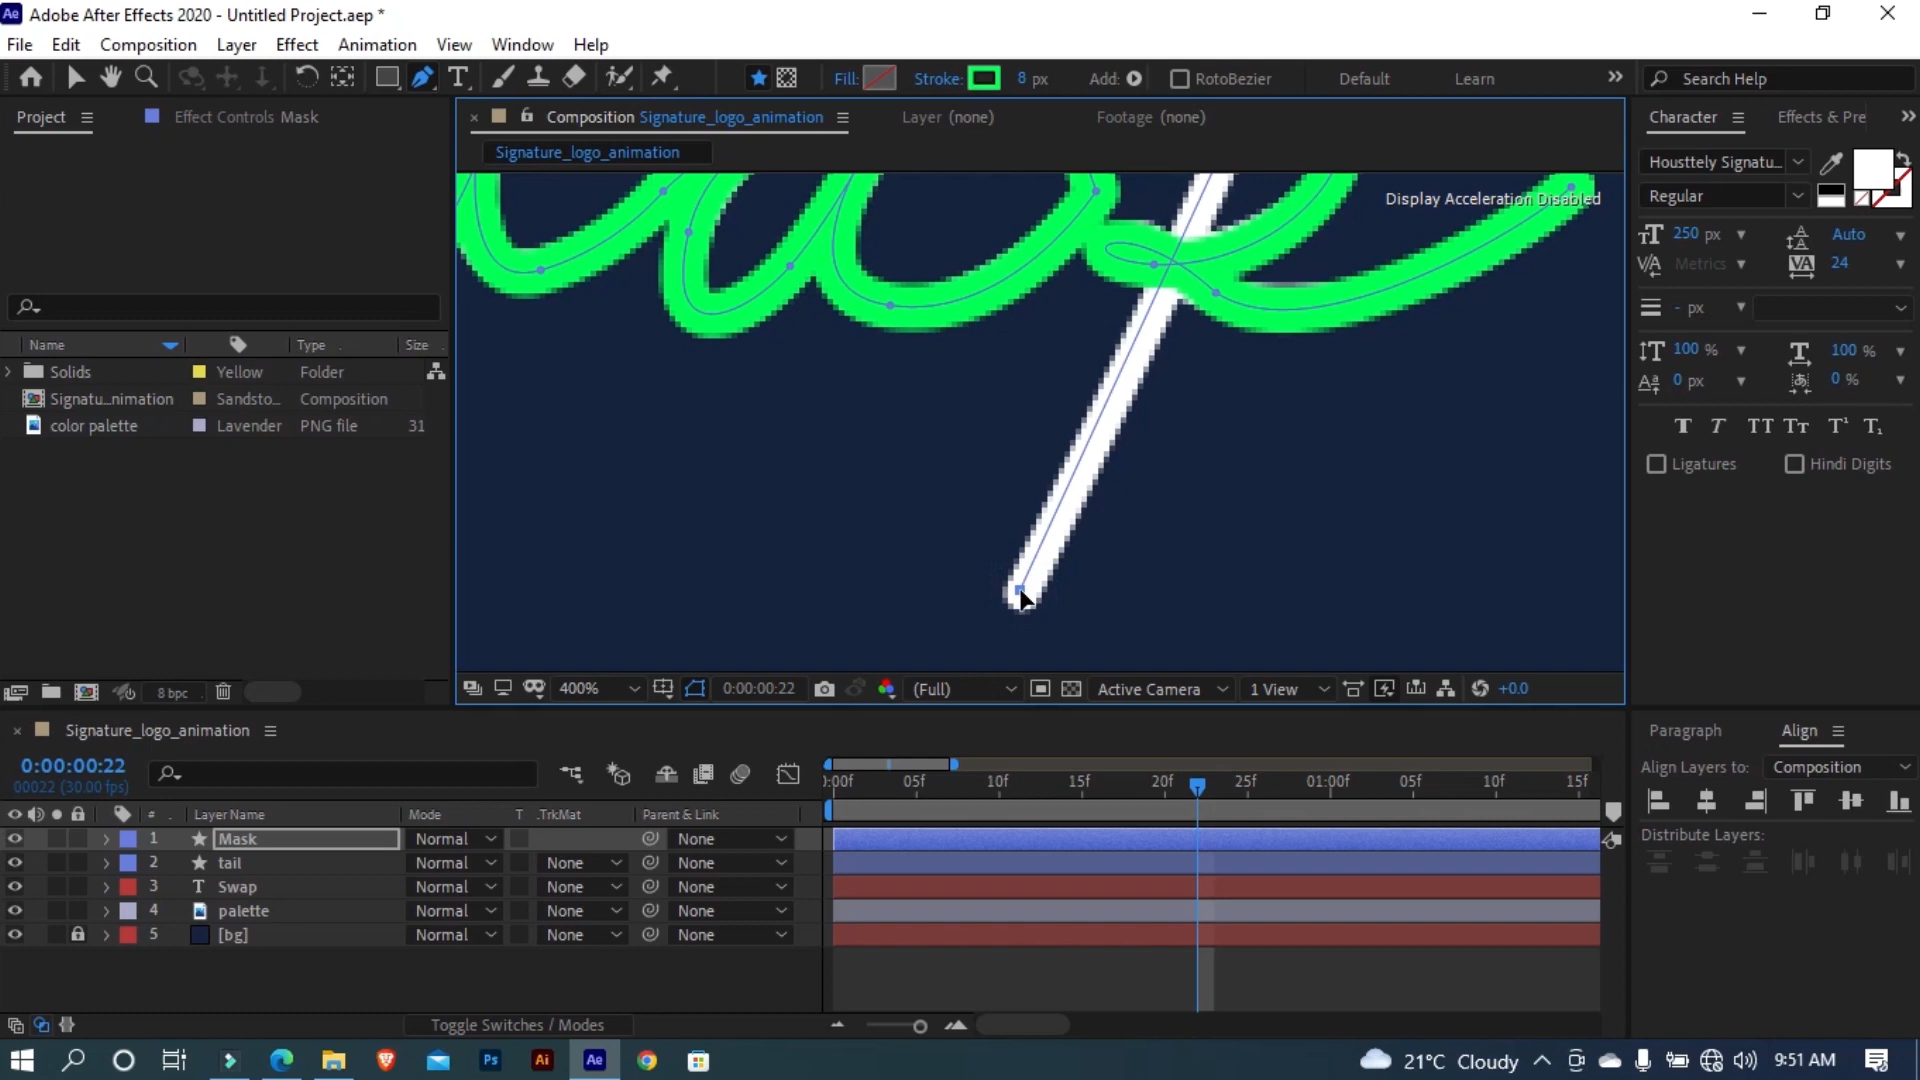 Adobe After Effects 2020 - Untitled Project.aep *
File Edit Composition Layer Effect Animation View Window Help
Fill: Stroke: 8 px Add: RotoBezier Default Learn Search Help
Project Effect Controls Mask
Composition Signature_logo_animation Layer (none) Footage (none)
Character Effects & Pre
Signature_logo_animation
Housttely Signatu...
Regular
Display Acceleration Disabled
250 px Auto
Metrics 24
- px
100 % 100 %
0 px 0 %
Ligatures Hindi Digits
Name Type Size
Solids Yellow Folder
Signatu...nimation Sandsto... Composition
color palette Lavender PNG file 31
8 bpc
400% 0:00:00:22 (Full) Active Camera 1 View +0.0
Signature_logo_animation
0:00:00:22
00022 (30.00 fps)
:00f 05f 10f 15f 20f 25f 01:00f 05f 10f 15f
# Layer Name Mode T .TrkMat Parent & Link
1 Mask Normal None
2 tail Normal None None
3 Swap Normal None None
4 palette Normal None None
5 [bg] Normal None None
Toggle Switches / Modes
Paragraph Align
Align Layers to: Composition
Distribute Layers:
21°C Cloudy 9:51 AM